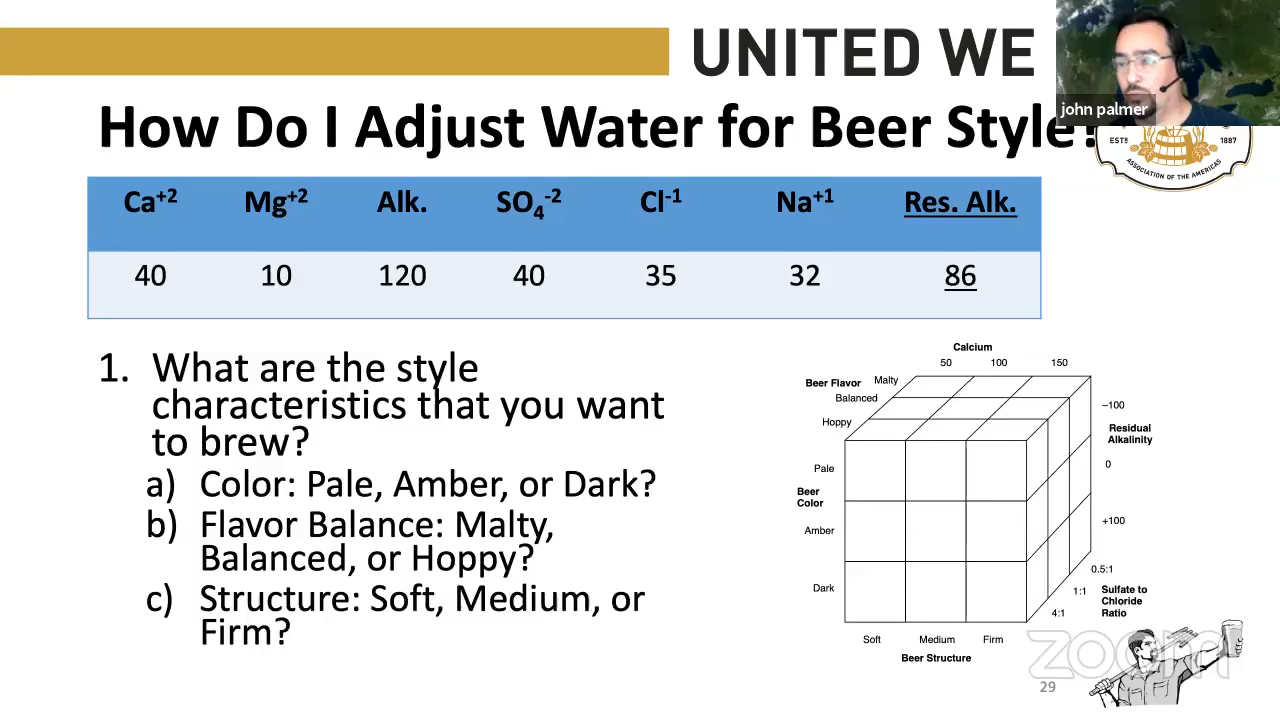 UNITED WE
john palmer
How Do I Adjust Water for Beer Style?
ESTD 1887
ASSOCIATION OF THE AMERICAS
Ca+2 Mg+2 Alk. SO4-2 Cl-1 Na+1 Res. Alk.
40 10 120 40 35 32 86
1. What are the style
characteristics that you want
to brew?
a) Color: Pale, Amber, or Dark?
b) Flavor Balance: Malty,
Balanced, or Hoppy?
c) Structure: Soft, Medium, or
Firm?
Calcium
50 100 150
Beer Flavor Malty
Balanced
Hoppy
−100
Residual
Alkalinity
0
+100
Pale
Beer
Color
Amber
Dark
0.5:1
1:1
4:1
Sulfate to
Chloride
Ratio
Soft Medium Firm
Beer Structure
zoom
29